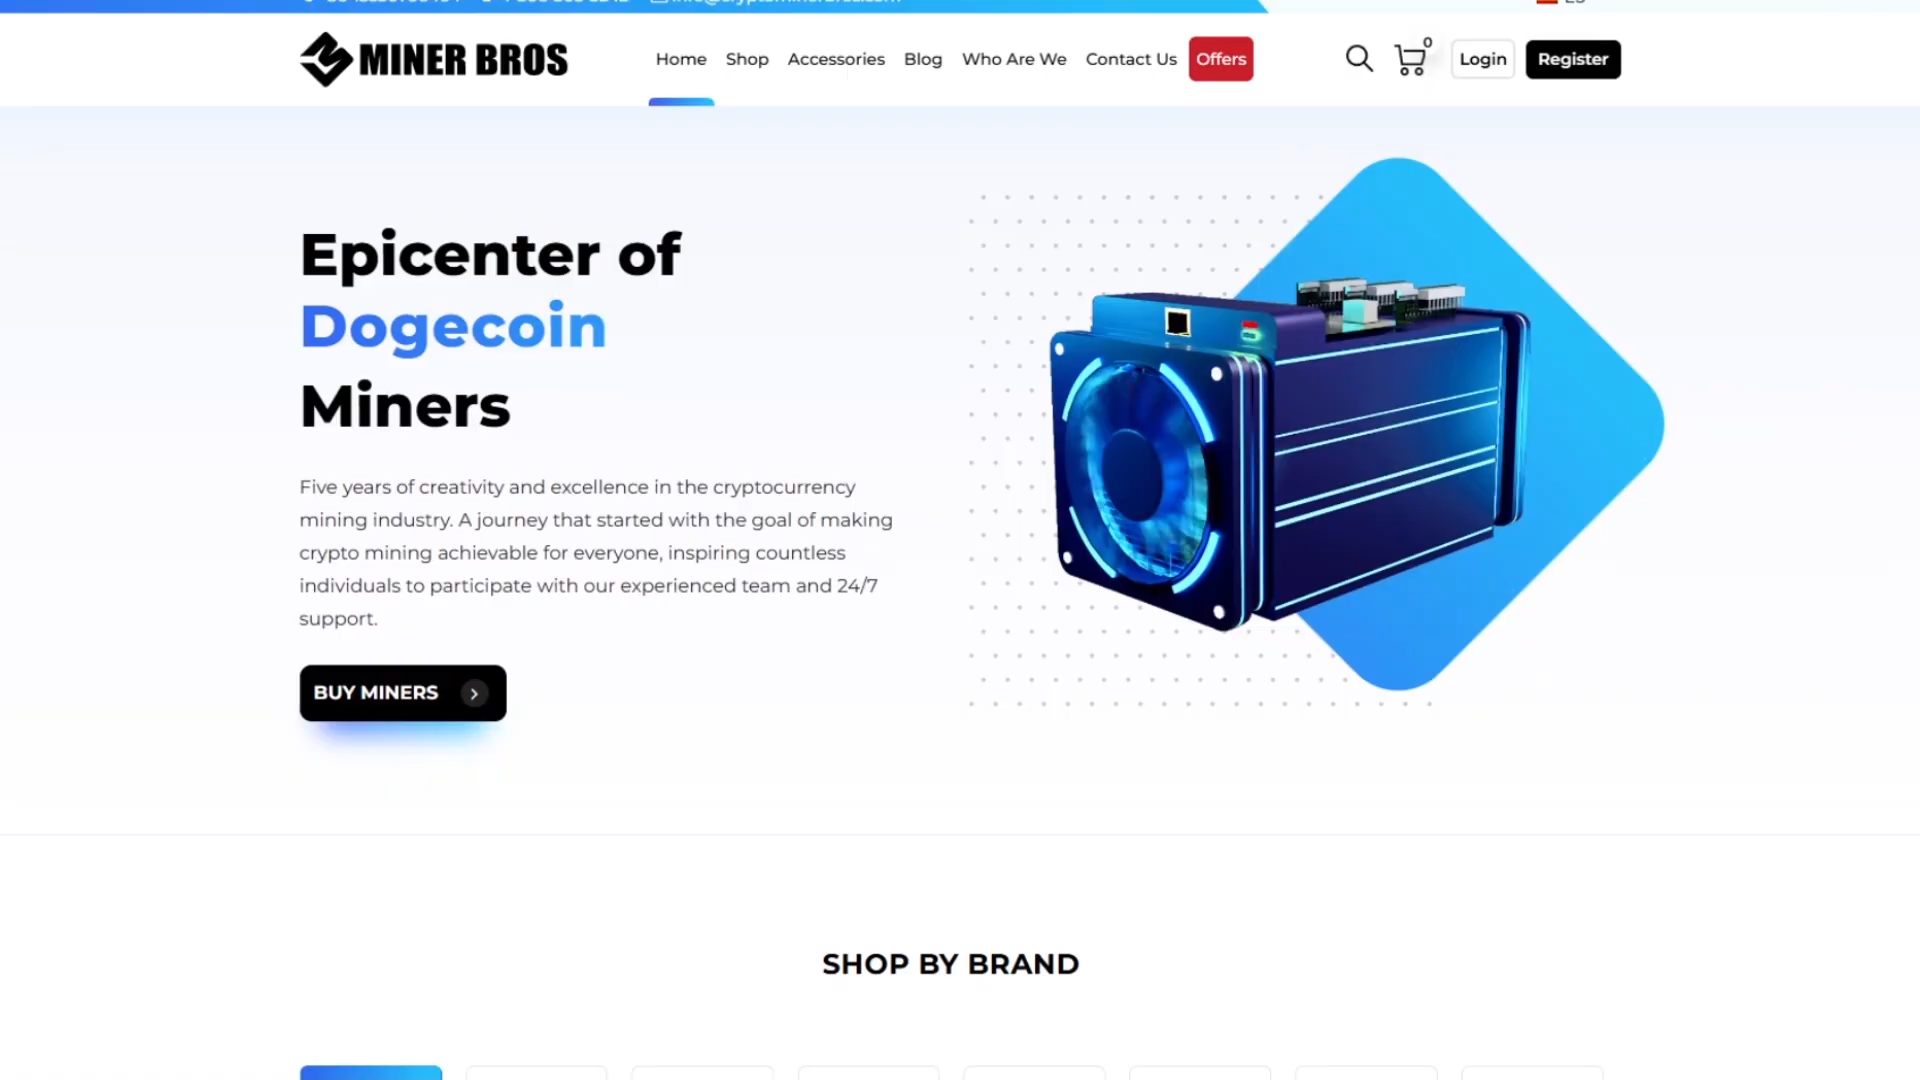 MINER BROS
Home Shop Accessories Blog Who Are We Contact Us Offers
0
Login Register
Epicenter of
Dogecoin
Miners
Five years of creativity and excellence in the cryptocurrency
mining industry. A journey that started with the goal of making
crypto mining achievable for everyone, inspiring countless
individuals to participate with our experienced team and 24/7
support.
BUY MINERS
SHOP BY BRAND